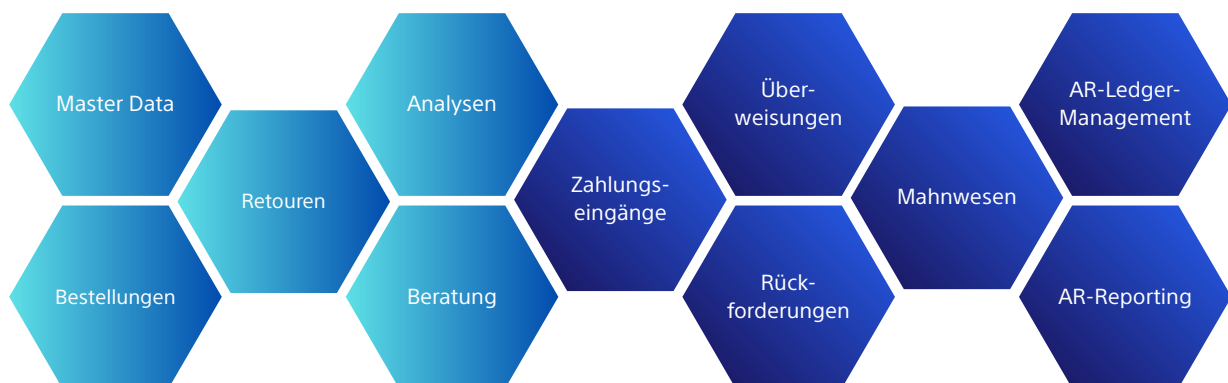 Master Data
Bestellungen
Retouren
Analysen
Beratung
Zahlungs-
eingänge
Über-
weisungen
Rück-
forderungen
Mahnwesen
AR-Ledger-
Management
AR-Reporting